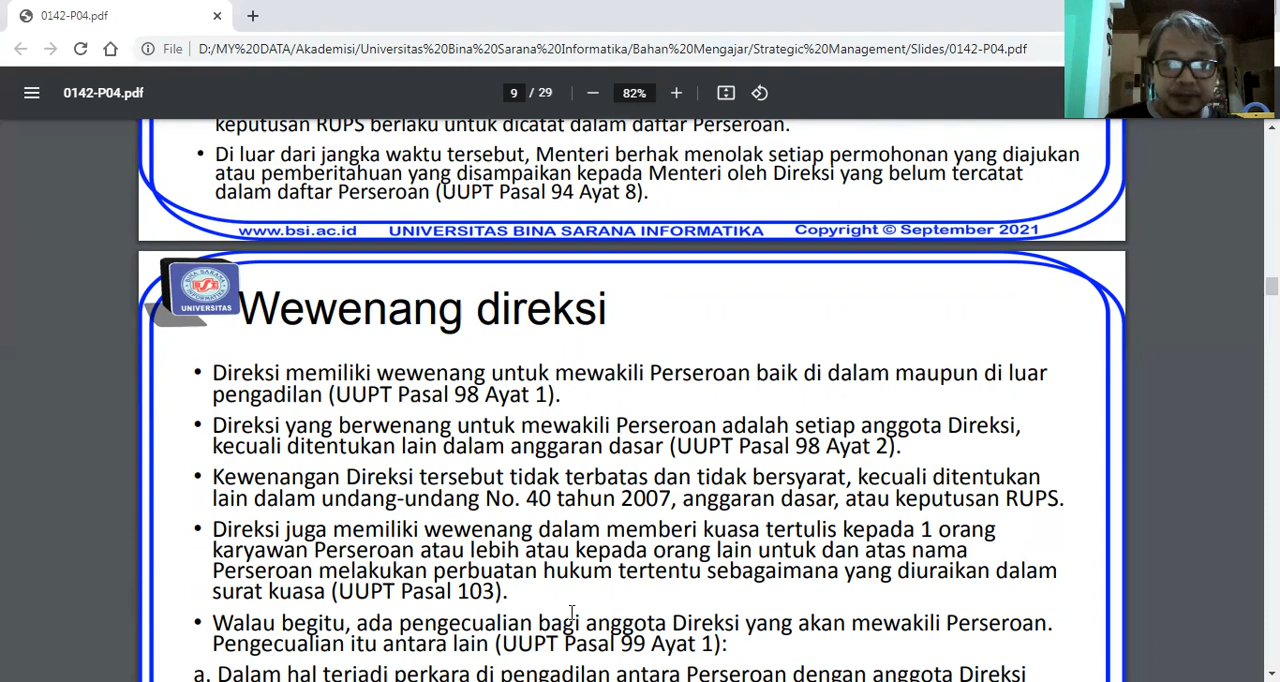 0142-P04.pdf
File
D:/MY%20DATA/Akademisi/Universitas%20Bina%20Sarana%20Informatika/Bahan%20Mengajar/Strategic%20Management/Slides/0142-P04.pdf
0142-P04.pdf
9 / 29
82%
keputusan RUPS berlaku untuk dicatat dalam daftar Perseroan.
• Di luar dari jangka waktu tersebut, Menteri berhak menolak setiap permohonan yang diajukan
atau pemberitahuan yang disampaikan kepada Menteri oleh Direksi yang belum tercatat
dalam daftar Perseroan (UUPT Pasal 94 Ayat 8).
www.bsi.ac.id UNIVERSITAS BINA SARANA INFORMATIKA Copyright © September 2021
BINA SARANA
BSI
INFORMATIKA
UNIVERSITAS
Wewenang direksi
• Direksi memiliki wewenang untuk mewakili Perseroan baik di dalam maupun di luar
pengadilan (UUPT Pasal 98 Ayat 1).
• Direksi yang berwenang untuk mewakili Perseroan adalah setiap anggota Direksi,
kecuali ditentukan lain dalam anggaran dasar (UUPT Pasal 98 Ayat 2).
• Kewenangan Direksi tersebut tidak terbatas dan tidak bersyarat, kecuali ditentukan
lain dalam undang-undang No. 40 tahun 2007, anggaran dasar, atau keputusan RUPS.
• Direksi juga memiliki wewenang dalam memberi kuasa tertulis kepada 1 orang
karyawan Perseroan atau lebih atau kepada orang lain untuk dan atas nama
Perseroan melakukan perbuatan hukum tertentu sebagaimana yang diuraikan dalam
surat kuasa (UUPT Pasal 103).
• Walau begitu, ada pengecualian bagi anggota Direksi yang akan mewakili Perseroan.
Pengecualian itu antara lain (UUPT Pasal 99 Ayat 1):
a. Dalam hal terjadi perkara di pengadilan antara Perseroan dengan anggota Direksi